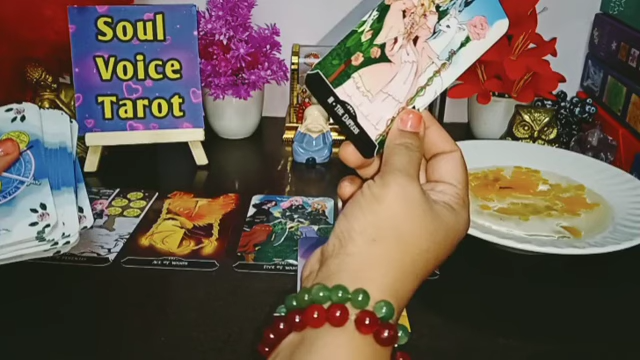 Soul
Voice
Tarot
III • THE EMPRESS
ACE OF WANDS
FIVE OF WANDS